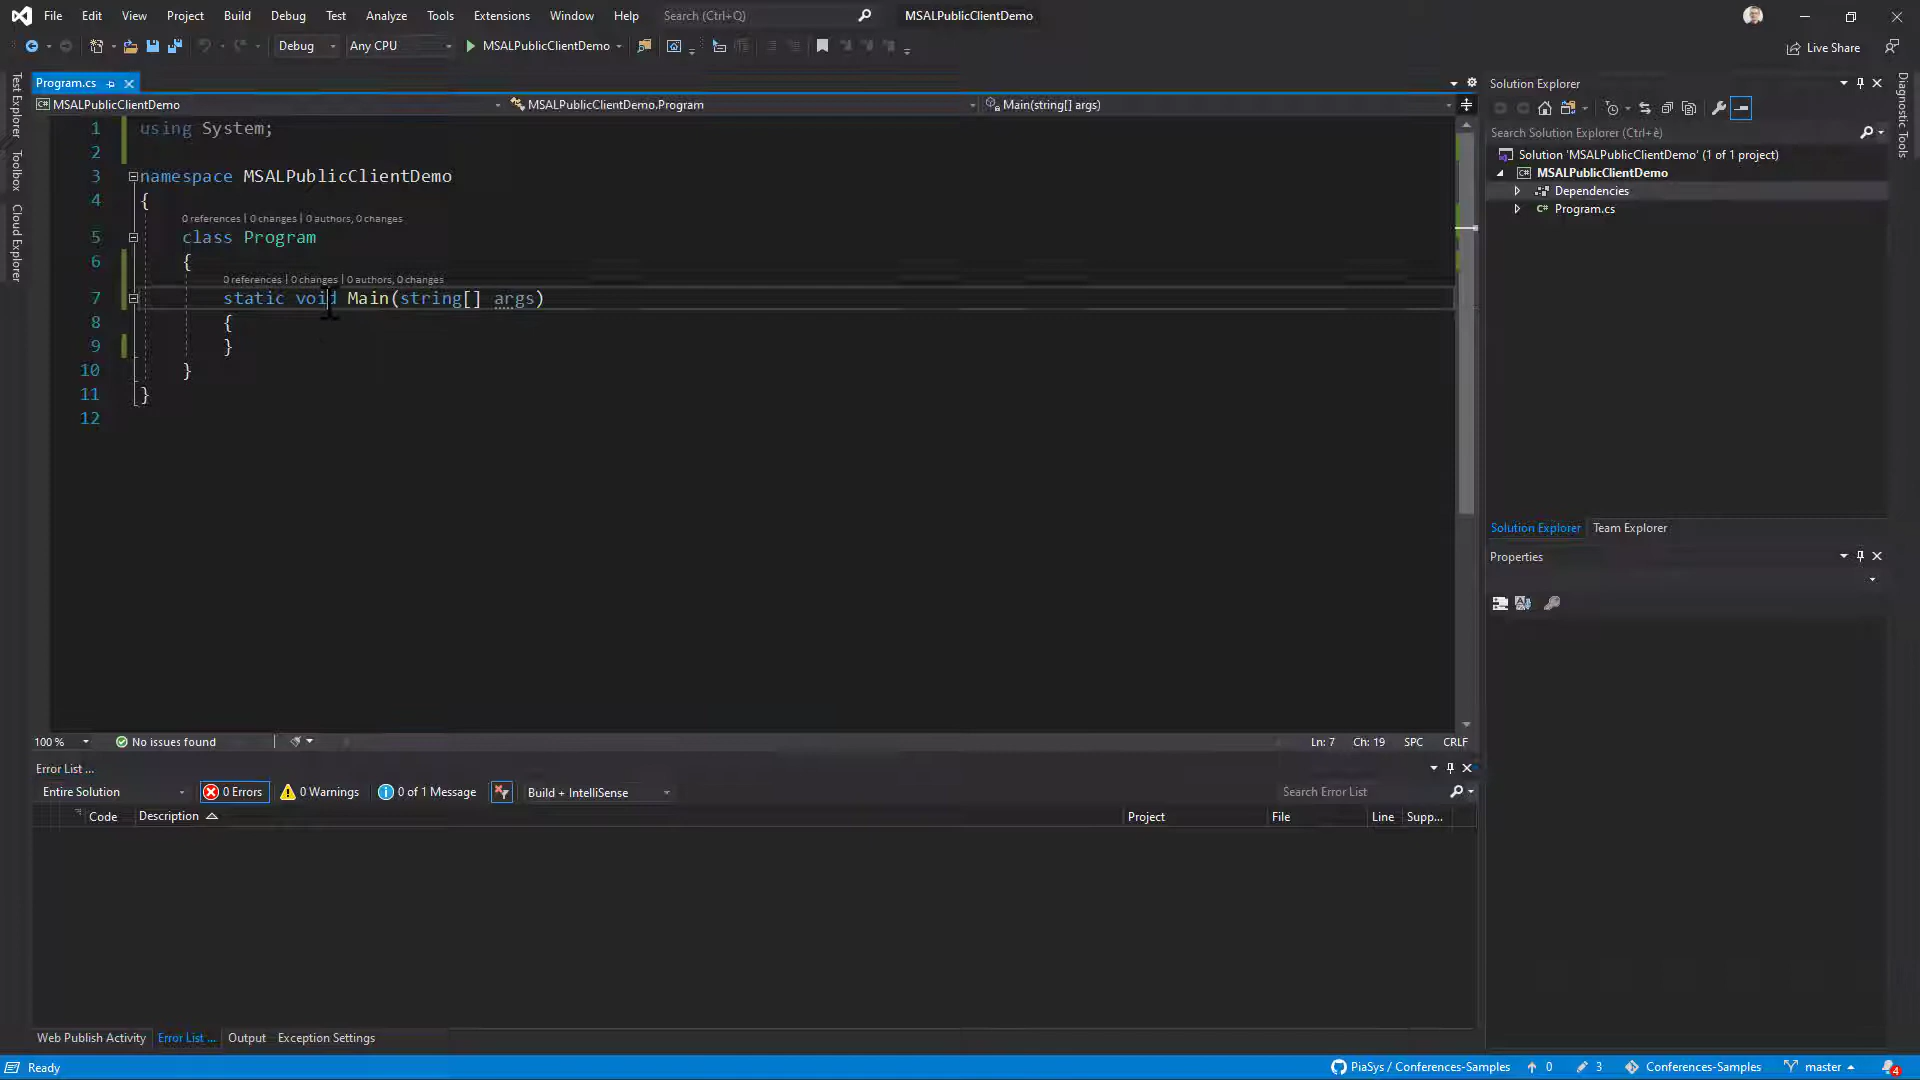 File Edit View Project Build Debug Test Analyze Tools Extensions Window Help Search (Ctrl+Q) MSALPublicClientDemo
Debug Any CPU MSALPublicClientDemo Live Share
Test Explorer
Toolbox
Cloud Explorer
Program.cs
MSALPublicClientDemo MSALPublicClientDemo.Program Main(string[] args)
1 using System;
2
3 namespace MSALPublicClientDemo
4 {
0 references | 0 changes | 0 authors, 0 changes
5 class Program
6 {
0 references | 0 changes | 0 authors, 0 changes
7 static void Main(string[] args)
8 {
9 }
10 }
11 }
12
100 % No issues found Ln: 7 Ch: 19 SPC CRLF
Error List ...
Entire Solution 0 Errors 0 Warnings 0 of 1 Message Build + IntelliSense Search Error List
Code Description Project File Line Supp...
Web Publish Activity Error List ... Output Exception Settings
Solution Explorer
Search Solution Explorer (Ctrl+è)
Solution 'MSALPublicClientDemo' (1 of 1 project)
MSALPublicClientDemo
Dependencies
C# Program.cs
Solution Explorer Team Explorer
Properties
Diagnostic Tools
Ready PiaSys / Conferences-Samples 0 3 Conferences-Samples master 4